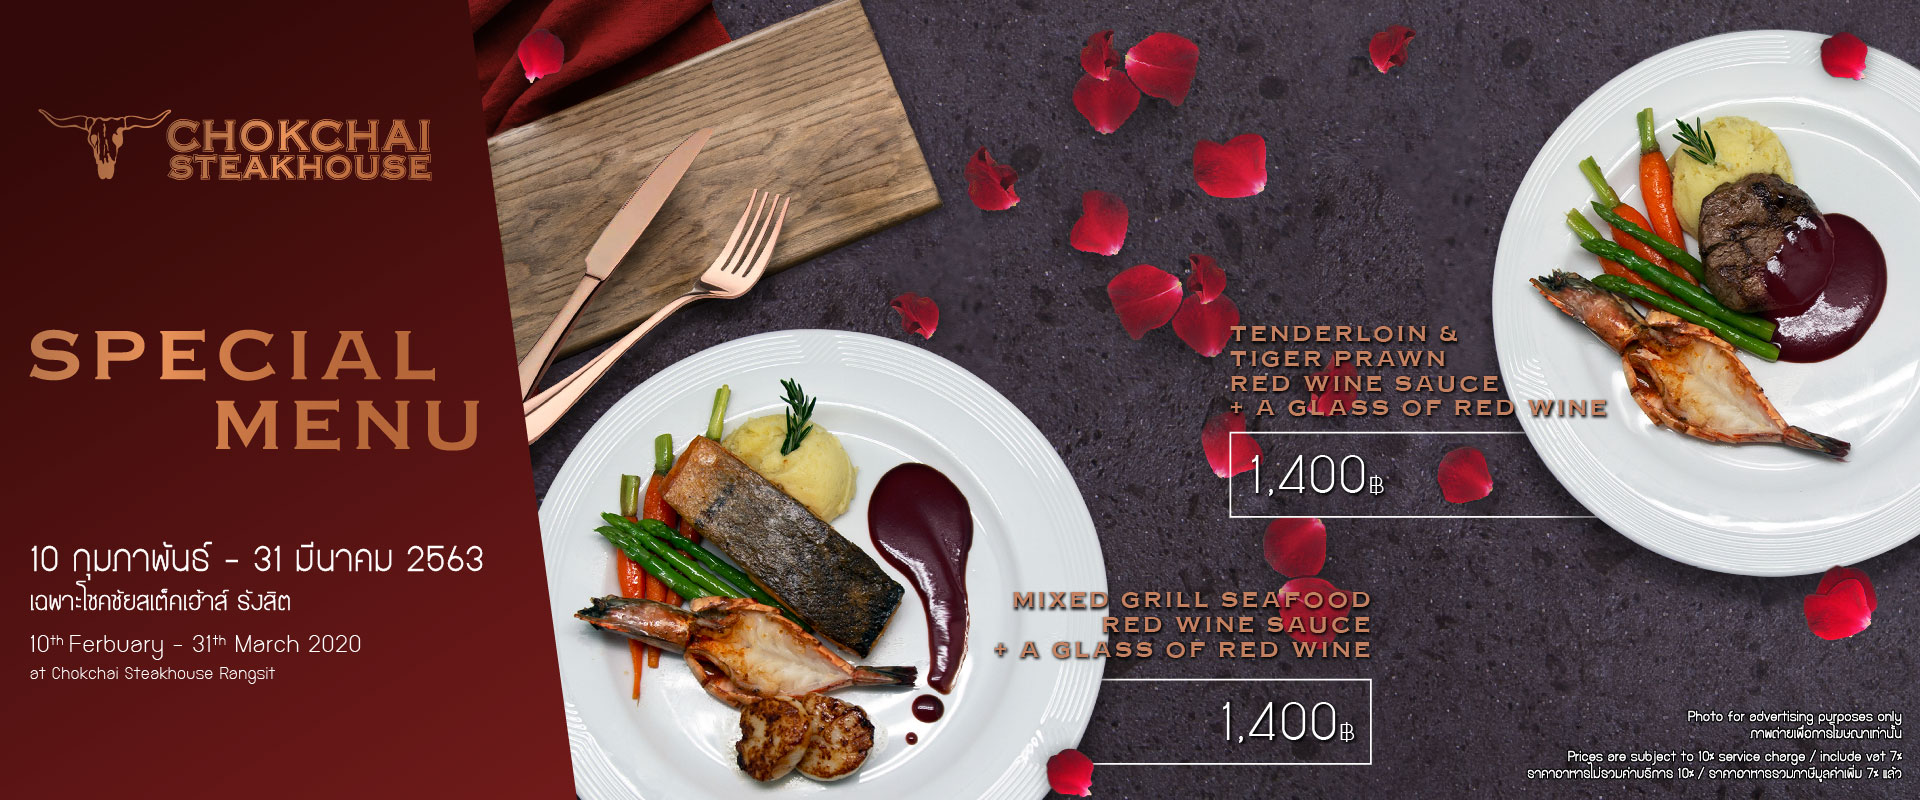 CHOKCHAI
STEAKHOUSE
SPECIAL
MENU
10 กุมภาพันธ์ - 31 มีนาคม 2563
เฉพาะโชคชัยสเต็คเฮ้าส์ รังสิต
10th Ferbuary - 31th March 2020
at Chokchai Steakhouse Rangsit
TENDERLOIN &
TIGER PRAWN
RED WINE SAUCE
+ A GLASS OF RED WINE
1,400฿
MIXED GRILL SEAFOOD
RED WINE SAUCE
+ A GLASS OF RED WINE
1,400฿
Photo for advertising purposes only
ภาพถ่ายเพื่อการโฆษณาเท่านั้น
Prices are subject to 10% service charge / include vat 7%
ราคาอาหารไม่รวมค่าบริการ 10% / ราคาอาหารรวมภาษีมูลค่าเพิ่ม 7% แล้ว